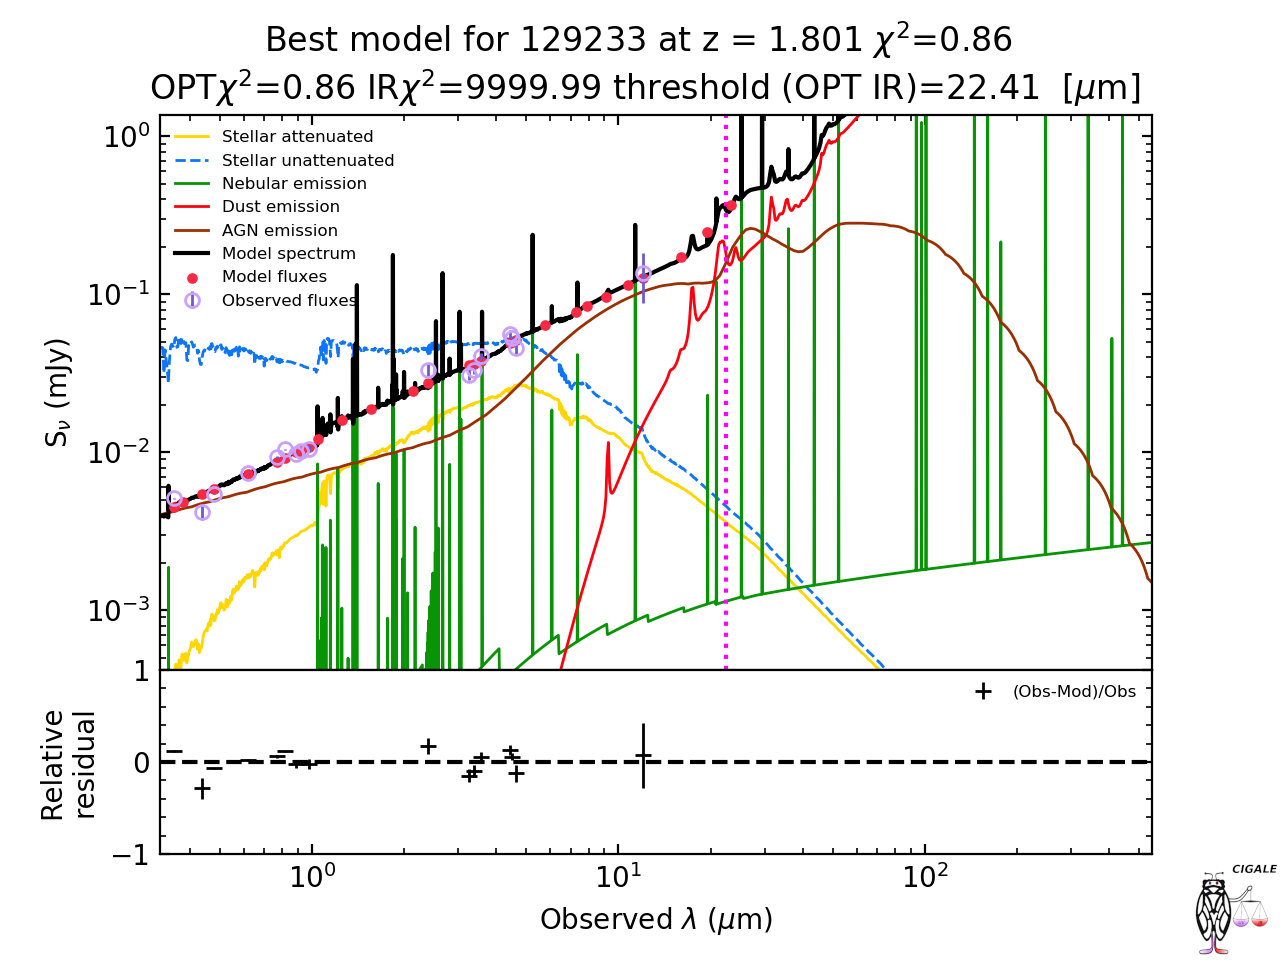 Best model for 129233 at z = 1.801 χ²=0.86
OPTχ²=0.86 IRχ²=9999.99 threshold (OPT IR)=22.41 [μm]
Stellar attenuated
Stellar unattenuated
Nebular emission
Dust emission
AGN emission
Model spectrum
Model fluxes
Observed fluxes
10⁰
10⁻¹
10⁻²
10⁻³
S_ν (mJy)
(Obs-Mod)/Obs
1
0
−1
Relative
residual
10⁰ 10¹ 10²
Observed λ (μm)
CIGALE